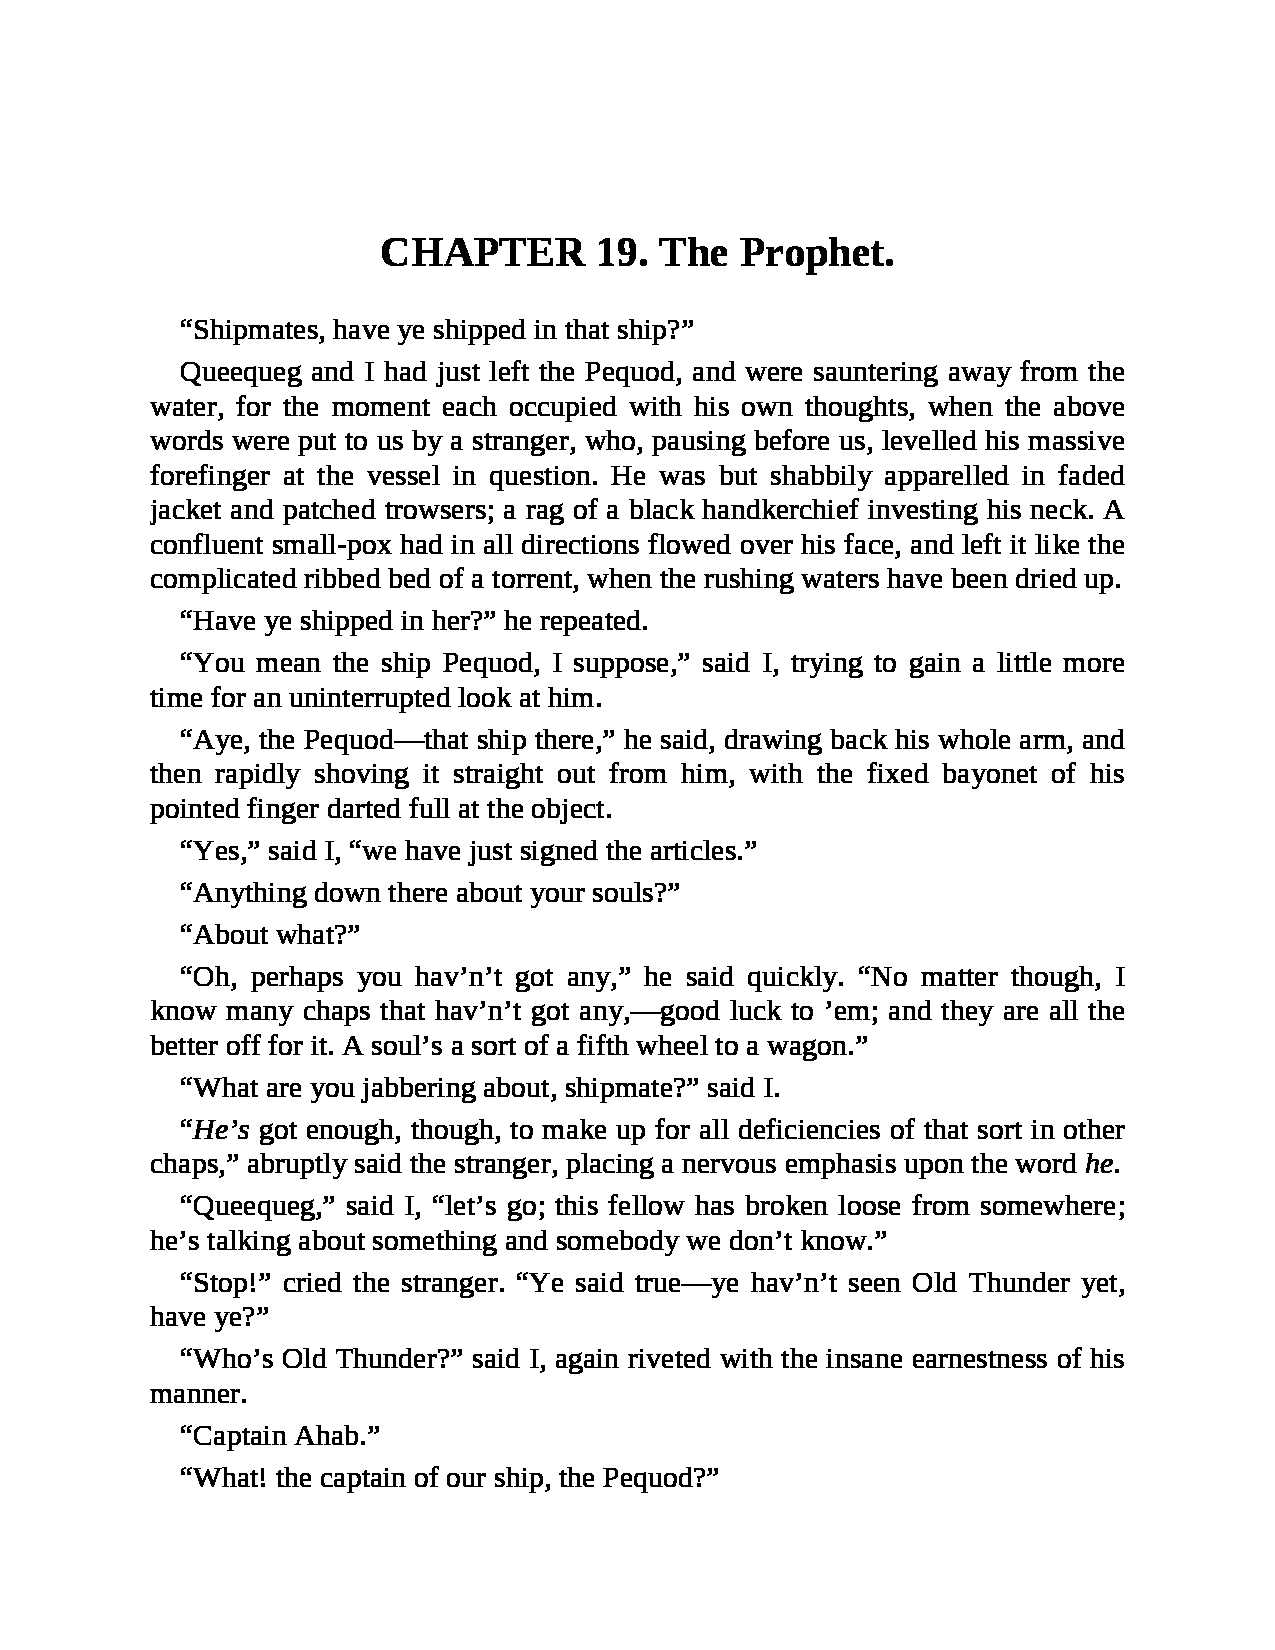 CHAPTER 19. The Prophet.
“Shipmates, have ye shipped in that ship?”
Queequeg and I had just left the Pequod, and were sauntering away from the
water, for the moment each occupied with his own thoughts, when the above
words were put to us by a stranger, who, pausing before us, levelled his massive
forefinger at the vessel in question. He was but shabbily apparelled in faded
jacket and patched trowsers; a rag of a black handkerchief investing his neck. A
confluent small-pox had in all directions flowed over his face, and left it like the
complicated ribbed bed of a torrent, when the rushing waters have been dried up.
“Have ye shipped in her?” he repeated.
“You mean the ship Pequod, I suppose,” said I, trying to gain a little more
time for an uninterrupted look at him.
“Aye, the Pequod—that ship there,” he said, drawing back his whole arm, and
then rapidly shoving it straight out from him, with the fixed bayonet of his
pointed finger darted full at the object.
“Yes,” said I, “we have just signed the articles.”
“Anything down there about your souls?”
“About what?”
“Oh, perhaps you hav’n’t got any,” he said quickly. “No matter though, I
know many chaps that hav’n’t got any,—good luck to ’em; and they are all the
better off for it. A soul’s a sort of a fifth wheel to a wagon.”
“What are you jabbering about, shipmate?” said I.
“He’s got enough, though, to make up for all deficiencies of that sort in other
chaps,” abruptly said the stranger, placing a nervous emphasis upon the word he.
“Queequeg,” said I, “let’s go; this fellow has broken loose from somewhere;
he’s talking about something and somebody we don’t know.”
“Stop!” cried the stranger. “Ye said true—ye hav’n’t seen Old Thunder yet,
have ye?”
“Who’s Old Thunder?” said I, again riveted with the insane earnestness of his
manner.
“Captain Ahab.”
“What! the captain of our ship, the Pequod?”